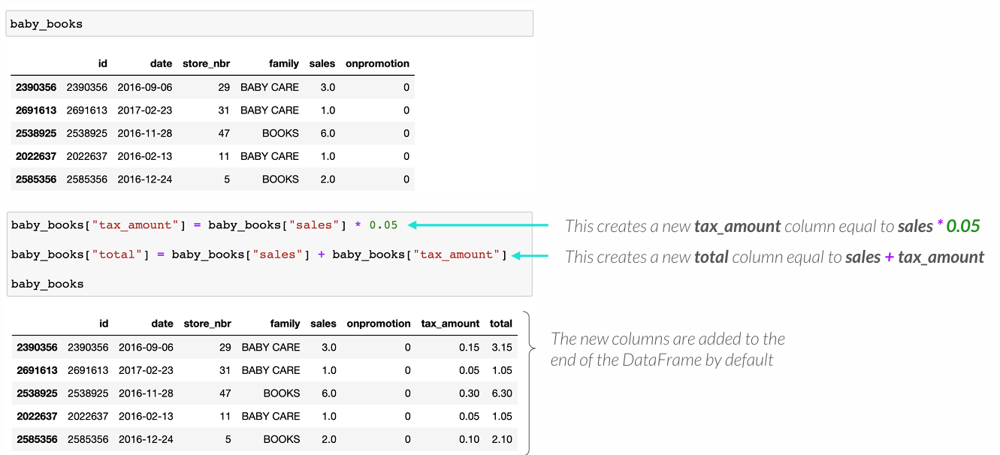 baby_books
id date store_nbr family sales onpromotion
2390356 2390356 2016-09-06 29 BABY CARE 3.0 0
2691613 2691613 2017-02-23 31 BABY CARE 1.0 0
2538925 2538925 2016-11-28 47 BOOKS 6.0 0
2022637 2022637 2016-02-13 11 BABY CARE 1.0 0
2585356 2585356 2016-12-24 5 BOOKS 2.0 0
baby_books["tax_amount"] = baby_books["sales"] * 0.05
This creates a new tax_amount column equal to sales * 0.05
baby_books["total"] = baby_books["sales"] + baby_books["tax_amount"]
This creates a new total column equal to sales + tax_amount
baby_books
id date store_nbr family sales onpromotion tax_amount total
2390356 2390356 2016-09-06 29 BABY CARE 3.0 0 0.15 3.15
2691613 2691613 2017-02-23 31 BABY CARE 1.0 0 0.05 1.05
2538925 2538925 2016-11-28 47 BOOKS 6.0 0 0.30 6.30
2022637 2022637 2016-02-13 11 BABY CARE 1.0 0 0.05 1.05
2585356 2585356 2016-12-24 5 BOOKS 2.0 0 0.10 2.10
The new columns are added to the
end of the DataFrame by default